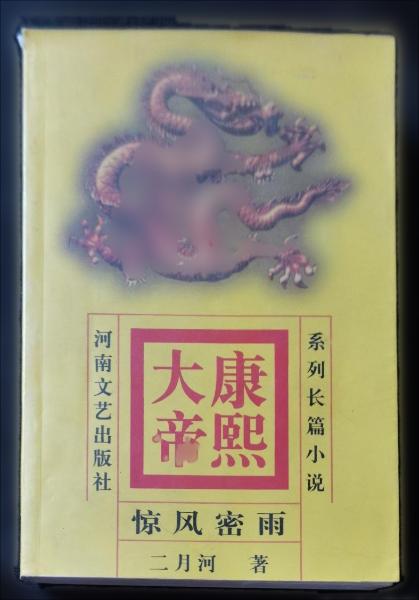 系列长篇小说
康熙
大帝
河南文艺出版社
惊风密雨
二月河 著